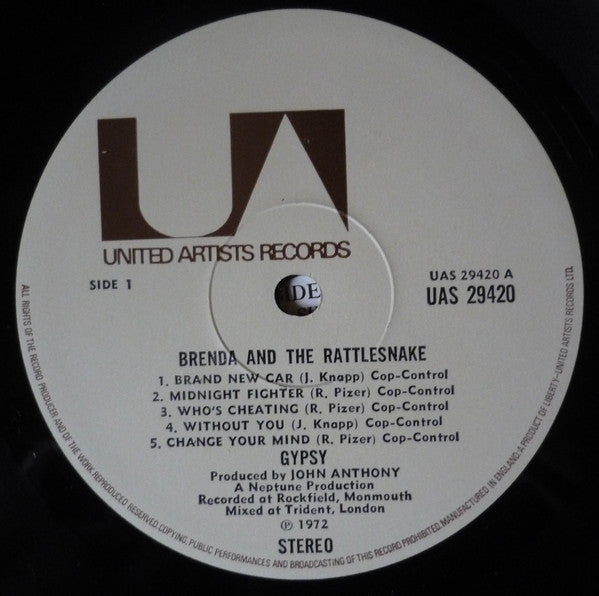 UA
UNITED ARTISTS RECORDS
SIDE 1
UAS 29420 A
UAS 29420
IDE
BRENDA AND THE RATTLESNAKE
1. BRAND NEW CAR (J. Knapp) Cop-Control
2. MIDNIGHT FIGHTER (R. Pizer) Cop-Control
3. WHO'S CHEATING (R. Pizer) Cop-Control
4. WITHOUT YOU (J. Knapp) Cop-Control
5. CHANGE YOUR MIND (R. Pizer) Cop-Control
GYPSY
Produced by JOHN ANTHONY
A Neptune Production
Recorded at Rockfield, Monmouth
Mixed at Trident, London
℗ 1972
STEREO
ALL RIGHTS OF THE RECORD PRODUCER AND OF THE WORK REPRODUCED RESERVED COPYING, PUBLIC PERFORMANCES AND BROADCASTING OF THIS RECORD PROHIBITED. MANUFACTURED IN ENGLAND. A PRODUCT OF LIBERTY—UNITED ARTISTS RECORDS LTD.